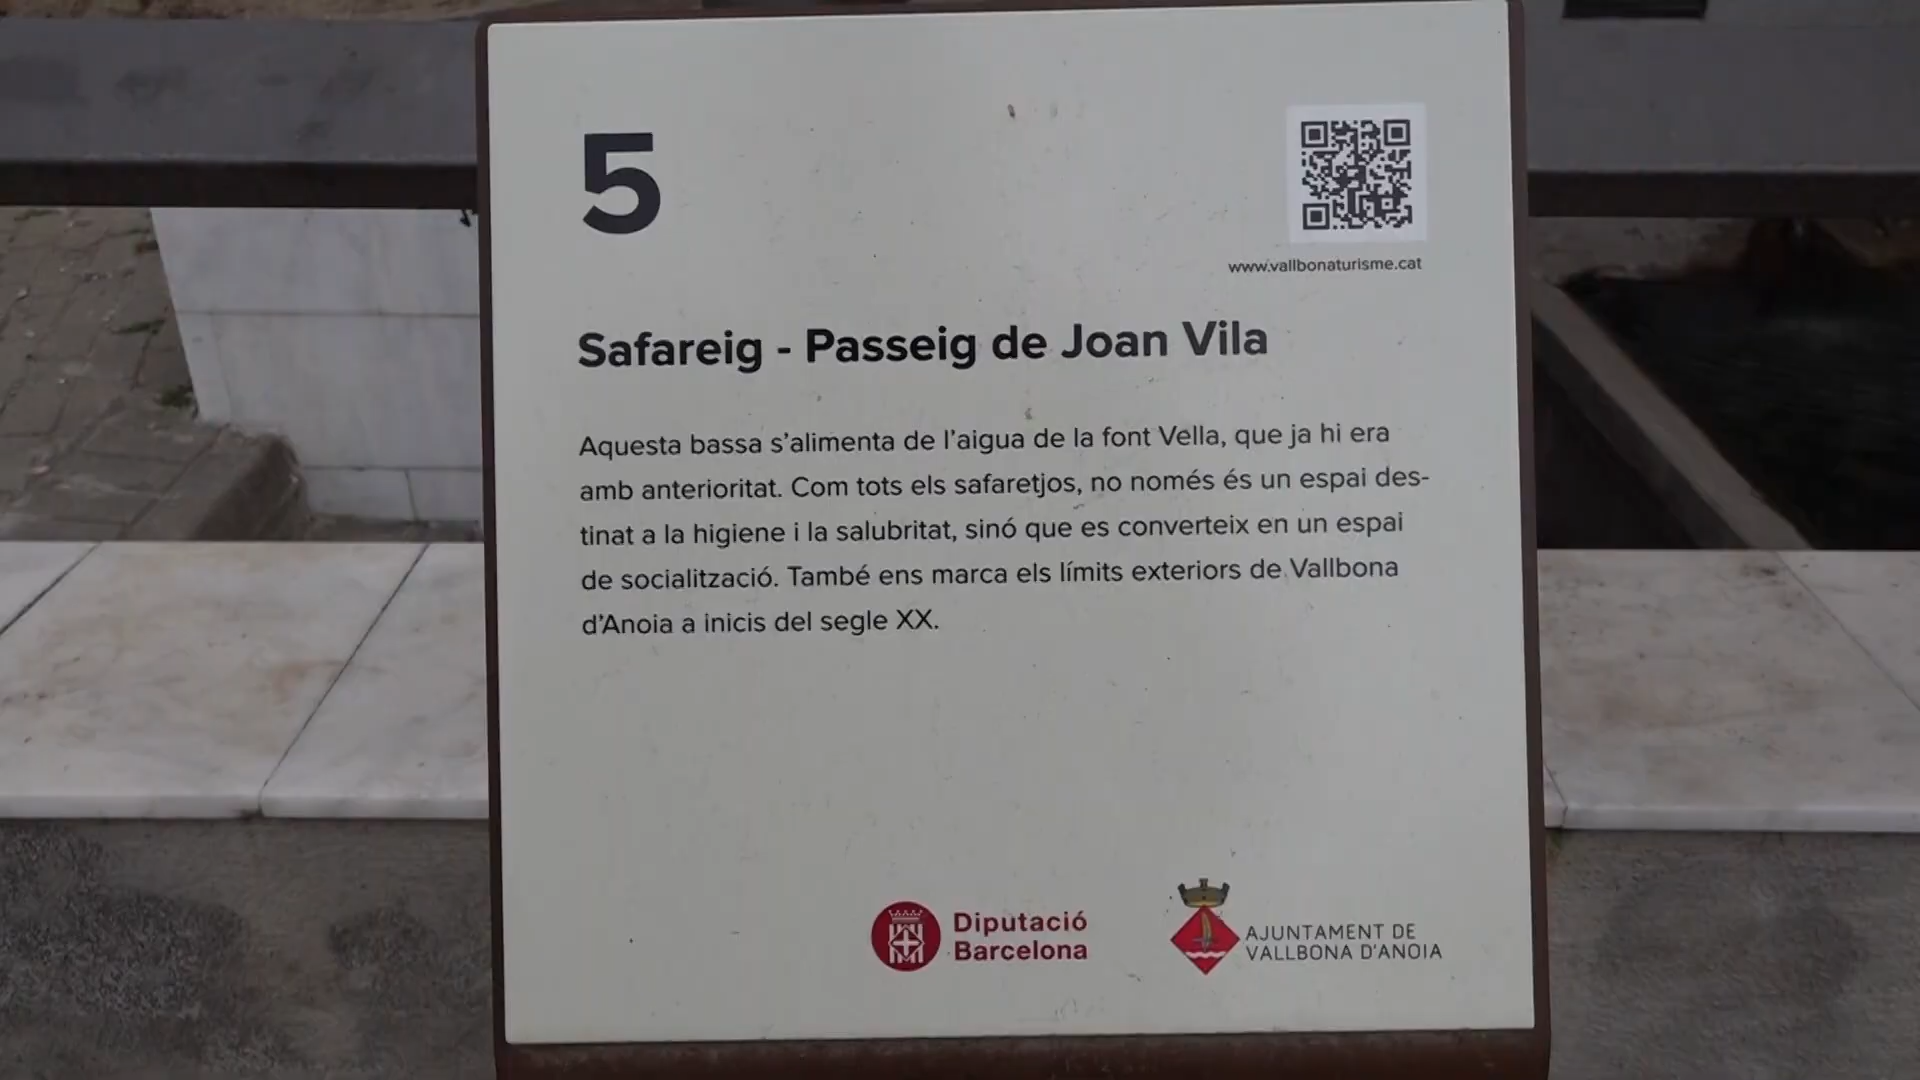 5
www.vallbonaturisme.cat
Safareig - Passeig de Joan Vila
Aquesta bassa s’alimenta de l’aigua de la font Vella, que ja hi era
amb anterioritat. Com tots els safaretjos, no només és un espai des-
tinat a la higiene i la salubritat, sinó que es converteix en un espai
de socialització. També ens marca els límits exteriors de Vallbona
d’Anoia a inicis del segle XX.
Diputació
Barcelona
AJUNTAMENT DE
VALLBONA D'ANOIA